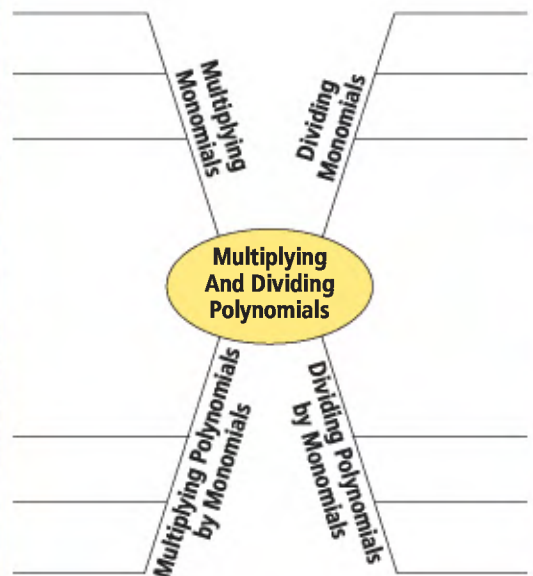 Multiplying
Monomials
Dividing
Monomials
Multiplying
And Dividing
Polynomials
Multiplying Polynomials
by Monomials
Dividing Polynomials
by Monomials